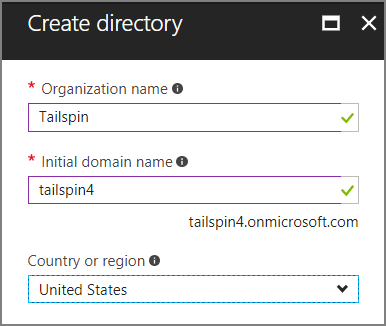 Create directory
* Organization name
Tailspin
* Initial domain name
tailspin4
tailspin4.onmicrosoft.com
Country or region
United States